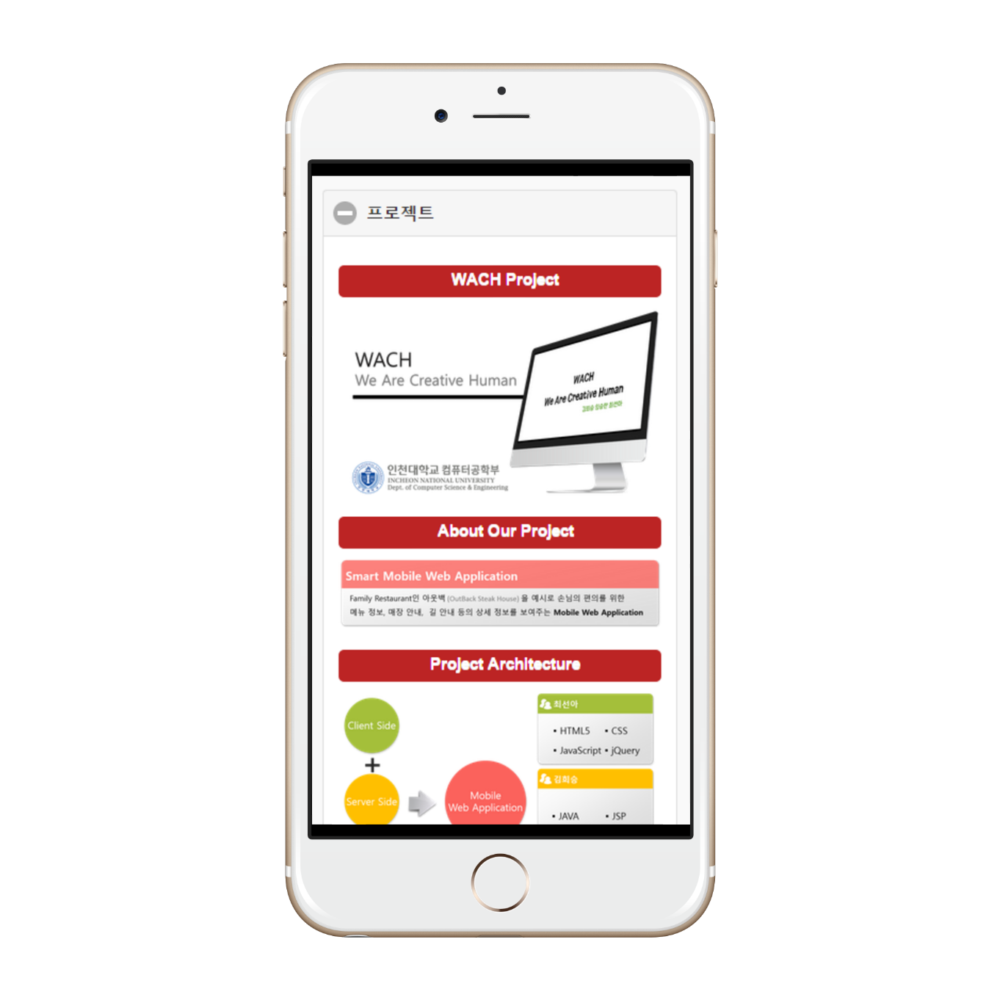 프로젝트
WACH Project
WACH
We Are Creative Human
WACH
We Are Creative Human
김희승 최선아
인천대학교 컴퓨터공학부
INCHEON NATIONAL UNIVERSITY
Dept. of Computer Science & Engineering
About Our Project
Smart Mobile Web Application
Family Restaurant인 아웃백 (OutBack Steak House) 을 예시로 손님의 편의를 위한
메뉴 정보, 매장 안내, 길 안내 등의 상세 정보를 보여주는 Mobile Web Application
Project Architecture
Client Side
+
Server Side
Mobile
Web Application
최선아
• HTML5 • CSS
• JavaScript • jQuery
김희승
• JAVA • JSP